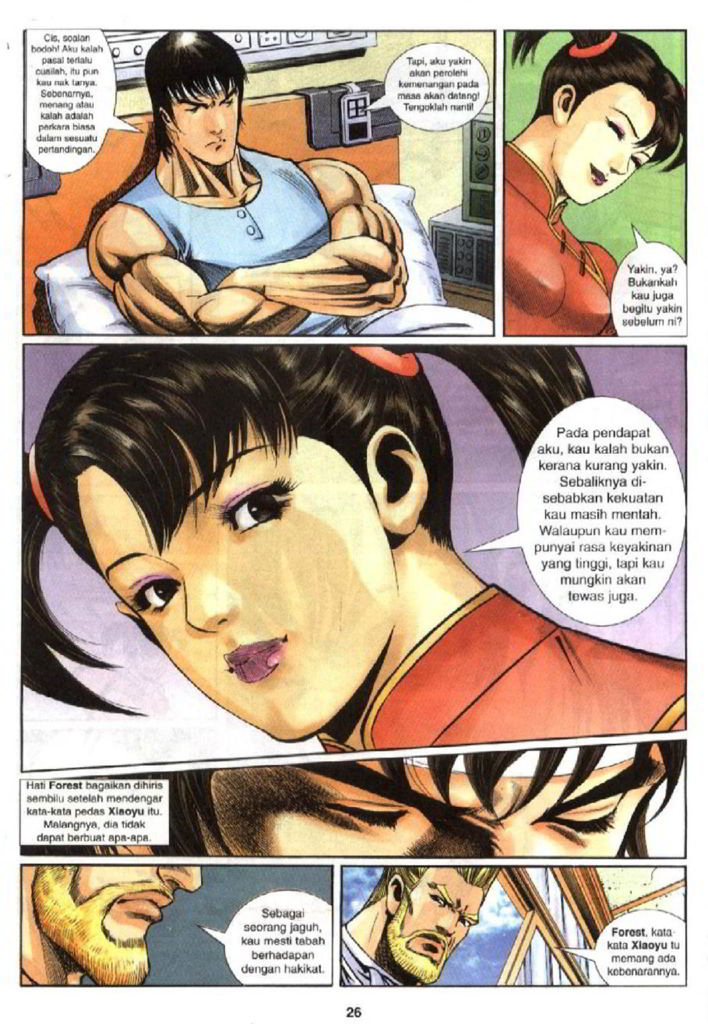 Cis, soalan
bodoh! Aku kalah
pasal terlalu
cuailah, itu pun
kau nak tanya.
Sebenarnya,
menang atau
kalah adalah
perkara biasa
dalam sesuatu
pertandingan.
Tapi, aku yakin
akan perolehi
kemenangan pada
masa akan datang!
Tengoklah nanti!
Yakin, ya?
Bukankah
kau juga
begitu yakin
sebelum ni?
Pada pendapat
aku, kau kalah bukan
kerana kurang yakin.
Sebaliknya di-
sebabkan kekuatan
kau masih mentah.
Walaupun kau mem-
punyai rasa keyakinan
yang tinggi, tapi kau
mungkin akan
tewas juga.
Hati Forest bagaikan dihiris
sembilu setelah mendengar
kata-kata pedas Xiaoyu itu.
Malangnya, dia tidak
dapat berbuat apa-apa.
Sebagai
seorang jaguh,
kau mesti tabah
berhadapan
dengan hakikat.
Forest, kata-
kata Xiaoyu tu
memang ada
kebenarannya.
26